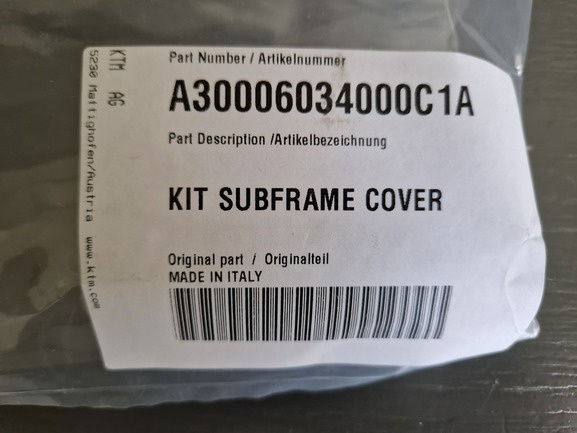 KTM AG
5230 Mattighofen/Austria www.ktm.com
Part Number / Artikelnummer
A30006034000C1A
Part Description /Artikelbezeichnung
KIT SUBFRAME COVER
Original part / Originalteil
MADE IN ITALY